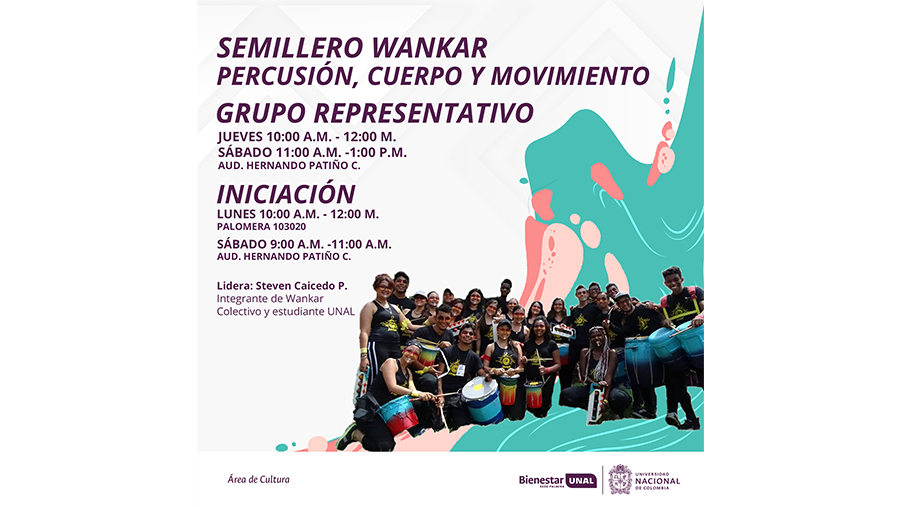 SEMILLERO WANKAR
PERCUSIÓN, CUERPO Y MOVIMIENTO
GRUPO REPRESENTATIVO
JUEVES 10:00 A.M. - 12:00 M.
SÁBADO 11:00 A.M. -1:00 P.M.
AUD. HERNANDO PATIÑO C.
INICIACIÓN
LUNES 10:00 A.M. - 12:00 M.
PALOMERA 103020
SÁBADO 9:00 A.M. -11:00 A.M.
AUD. HERNANDO PATIÑO C.
Lidera: Steven Caicedo P.
Integrante de Wankar
Colectivo y estudiante UNAL
Área de Cultura
Bienestar UNAL
SEDE PALMIRA
UNIVERSIDAD
NACIONAL
DE COLOMBIA